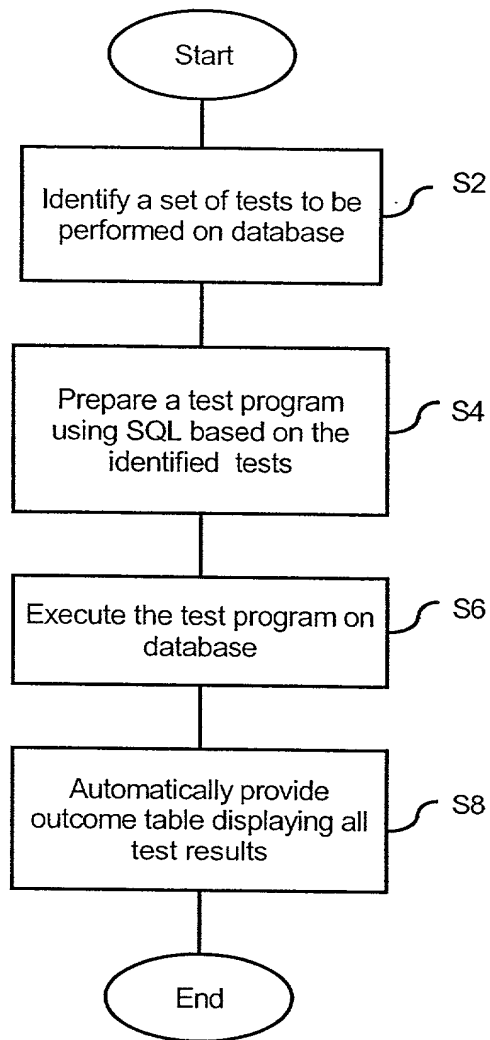 Start
Identify a set of tests to be
performed on database
S2
Prepare a test program
using SQL based on the
identified tests
S4
Execute the test program on
database
S6
Automatically provide
outcome table displaying all
test results
S8
End